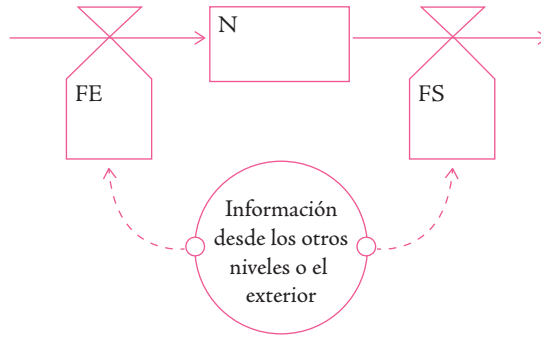 N
FE
FS
Información
desde los otros
niveles o el
exterior